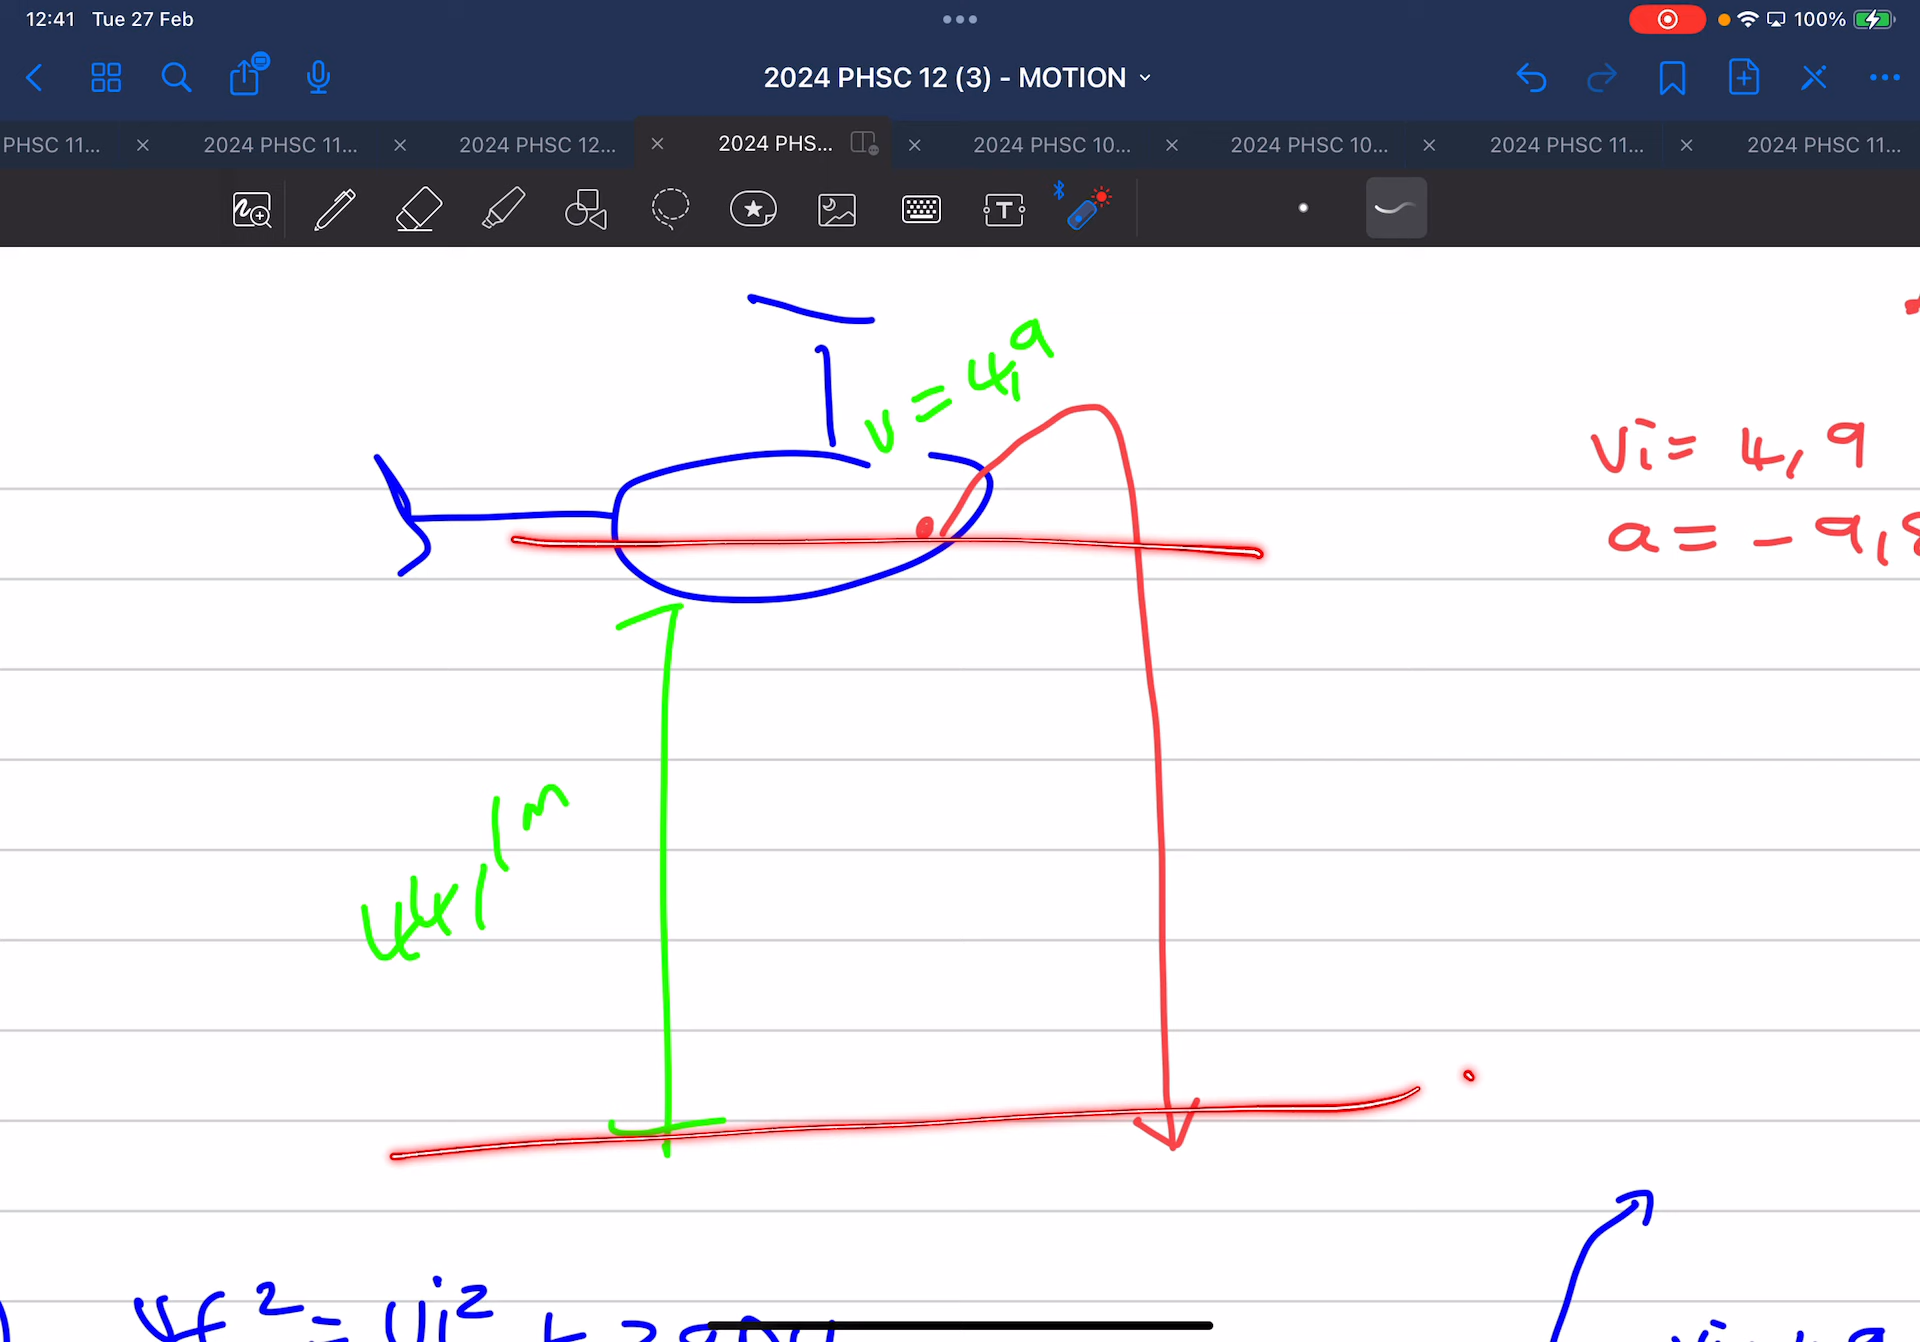 12:41 Tue 27 Feb
100%
2024 PHSC 12 (3) - MOTION
PHSC 11...
2024 PHSC 11...
2024 PHSC 12...
2024 PHS...
2024 PHSC 10...
2024 PHSC 10...
2024 PHSC 11...
2024 PHSC 11...
T
v = 4,9
vi = 4,9
a = - 9,8
44,1m
vf² = vi² + 2